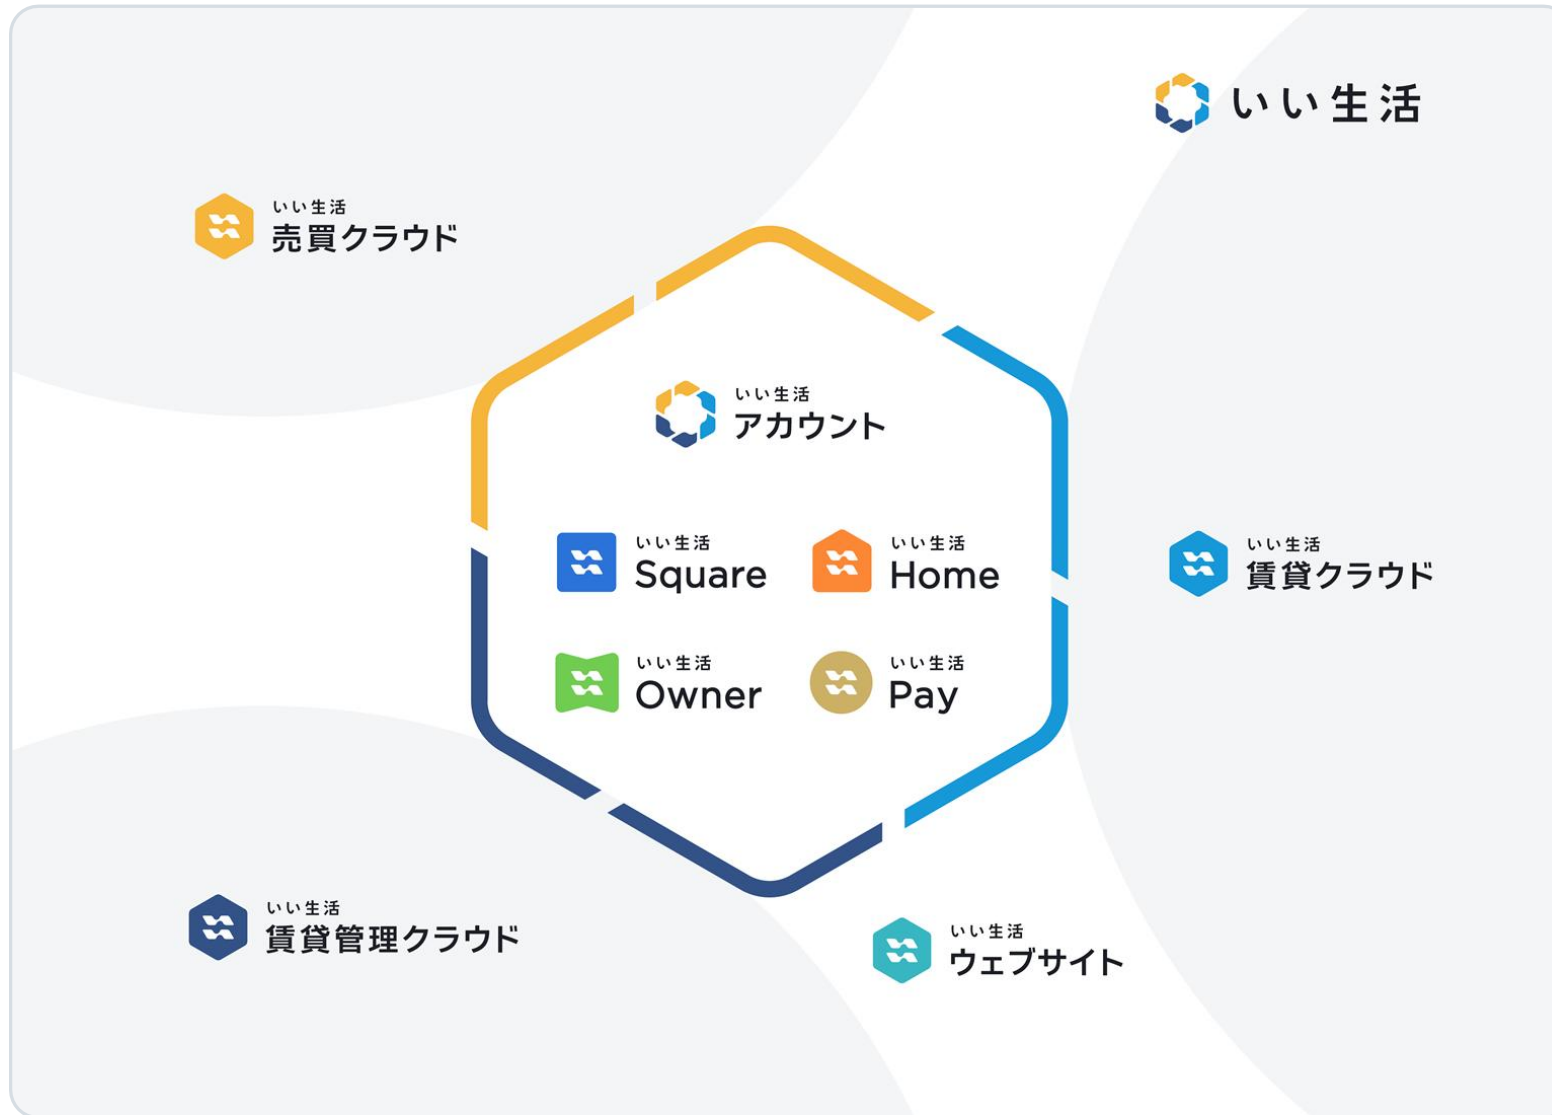 いい生活
いい生活
売買クラウド
いい生活
アカウント
いい生活
Square
いい生活
Home
いい生活
賃貸クラウド
いい生活
Owner
いい生活
Pay
いい生活
賃貸管理クラウド
いい生活
ウェブサイト